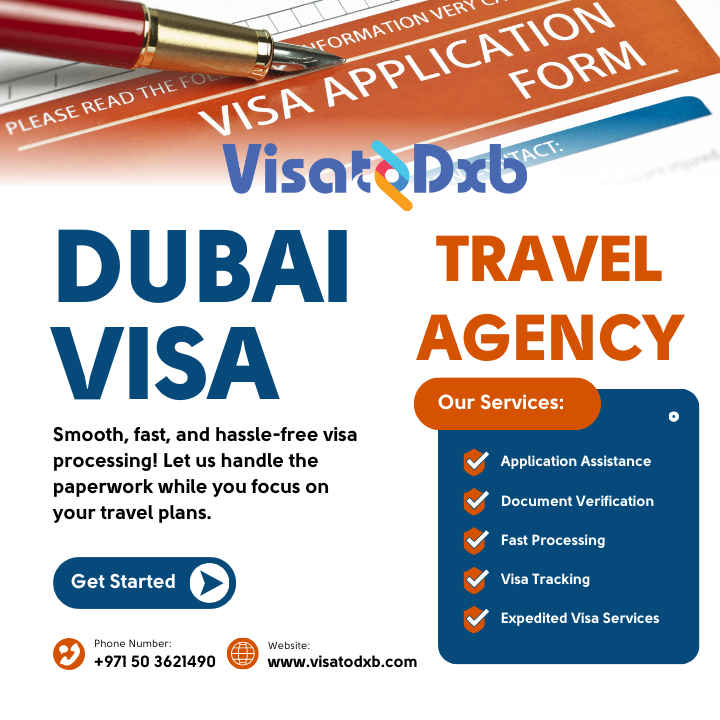 INFORMATION VERY CA
PLEASE READ THE FOL
VISA APPLICATION
FORM
CONTACT:
VisatoDxb
DUBAI
VISA
Smooth, fast, and hassle-free visa
processing! Let us handle the
paperwork while you focus on
your travel plans.
Get Started
Phone Number:
+971 50 3621490
Website:
www.visatodxb.com
TRAVEL
AGENCY
Our Services:
Application Assistance
Document Verification
Fast Processing
Visa Tracking
Expedited Visa Services